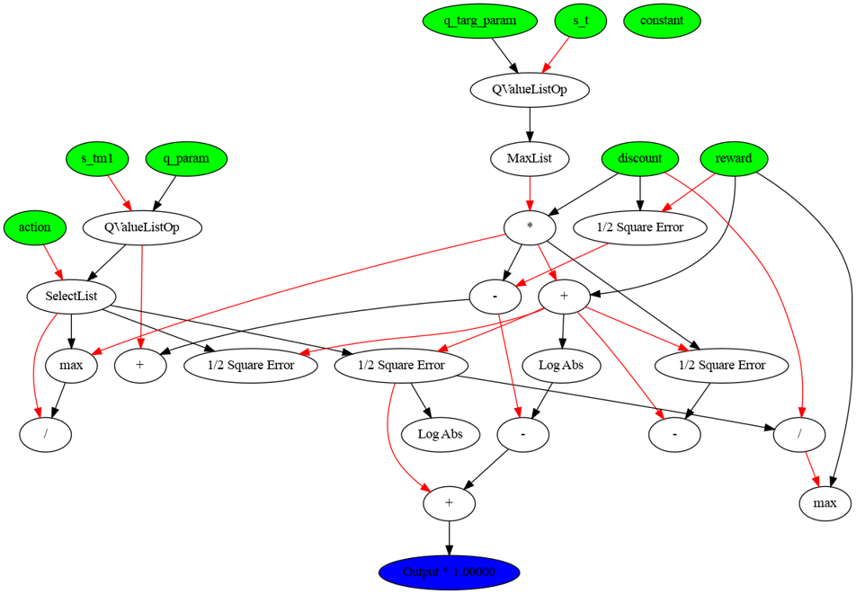 q_targ_param
s_t
constant
QValueListOp
s_tm1
q_param
MaxList
discount
reward
action
QValueListOp
*
1/2 Square Error
SelectList
-
+
max
+
1/2 Square Error
1/2 Square Error
Log Abs
1/2 Square Error
/
Log Abs
-
-
/
+
max
Output * 1.00000